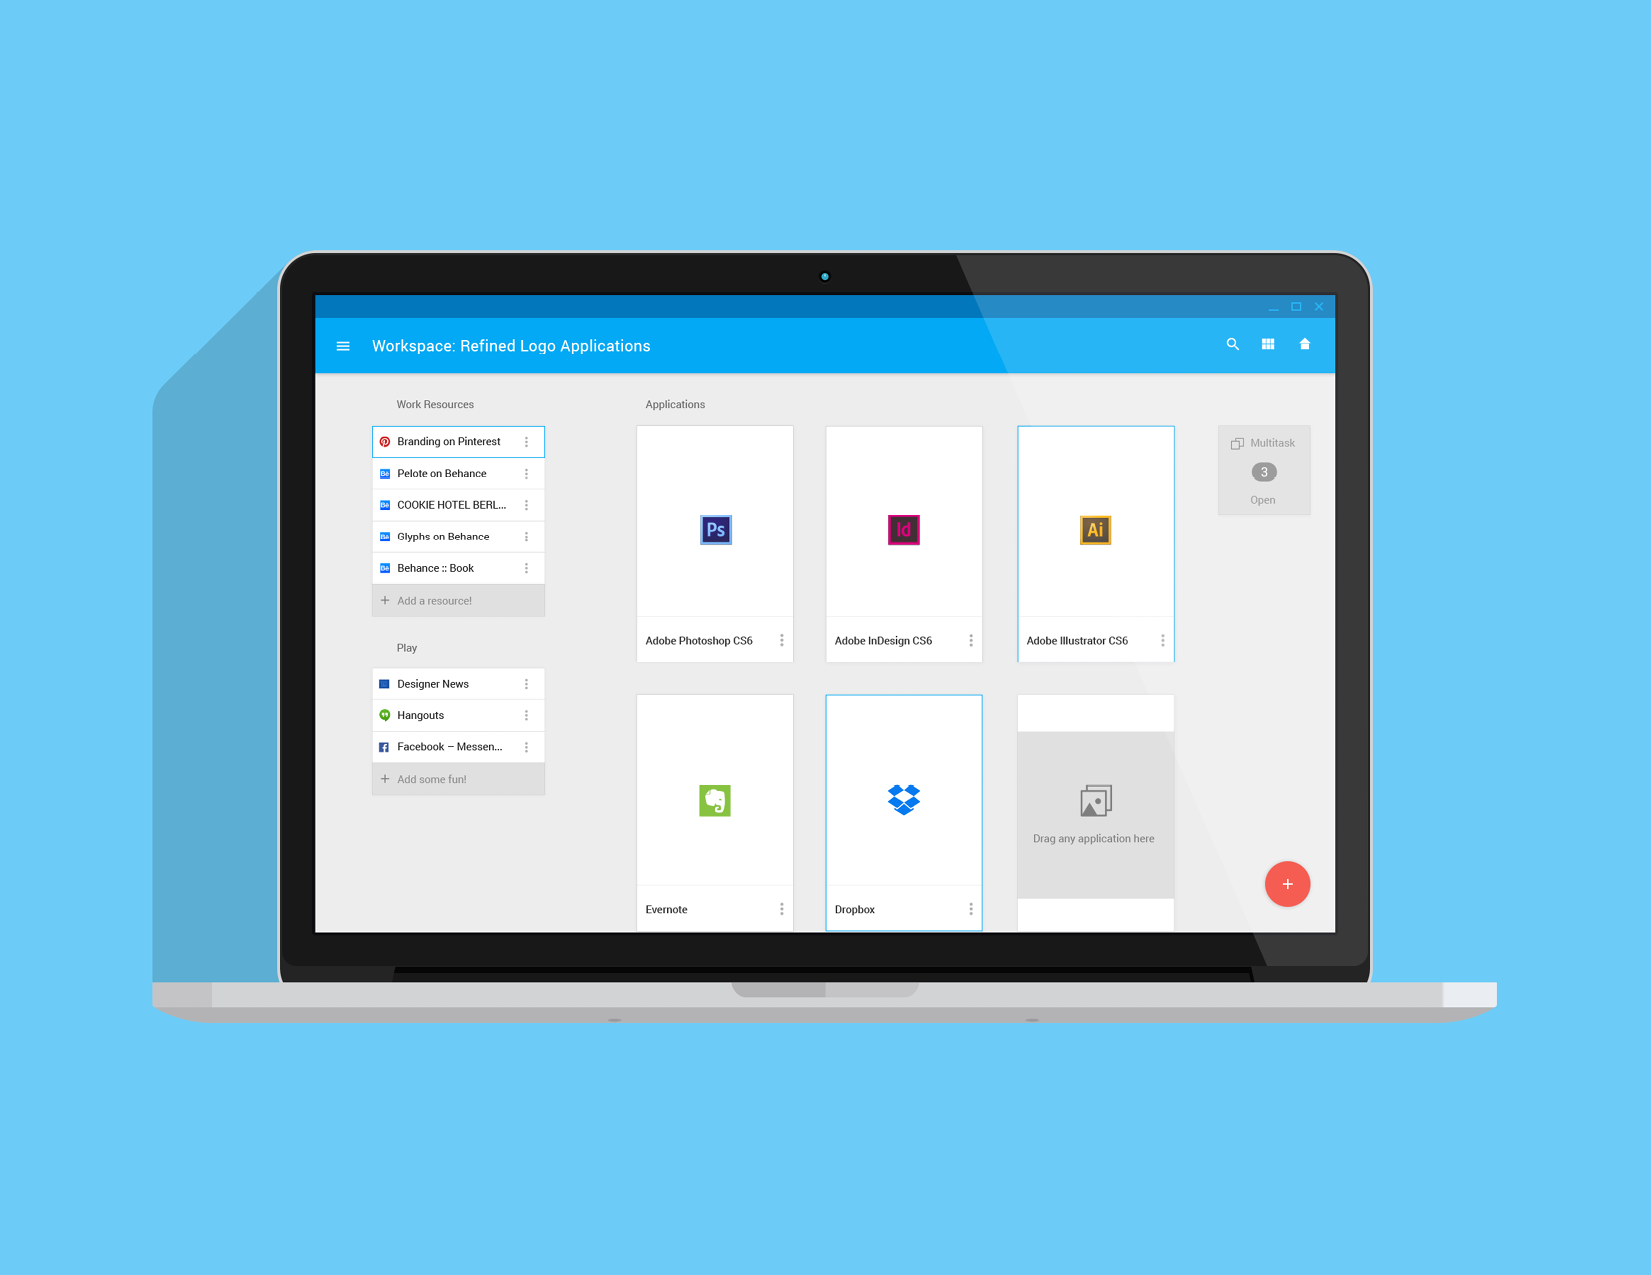 Workspace: Refined Logo Applications
Work Resources
Branding on Pinterest
Pelote on Behance
COOKIE HOTEL BERL...
Glyphs on Behance
Behance :: Book
+ Add a resource!
Play
Designer News
Hangouts
Facebook – Messen...
+ Add some fun!
Applications
Ps
Adobe Photoshop CS6
Id
Adobe InDesign CS6
Ai
Adobe Illustrator CS6
Evernote
Dropbox
Drag any application here
Multitask
3
Open
+